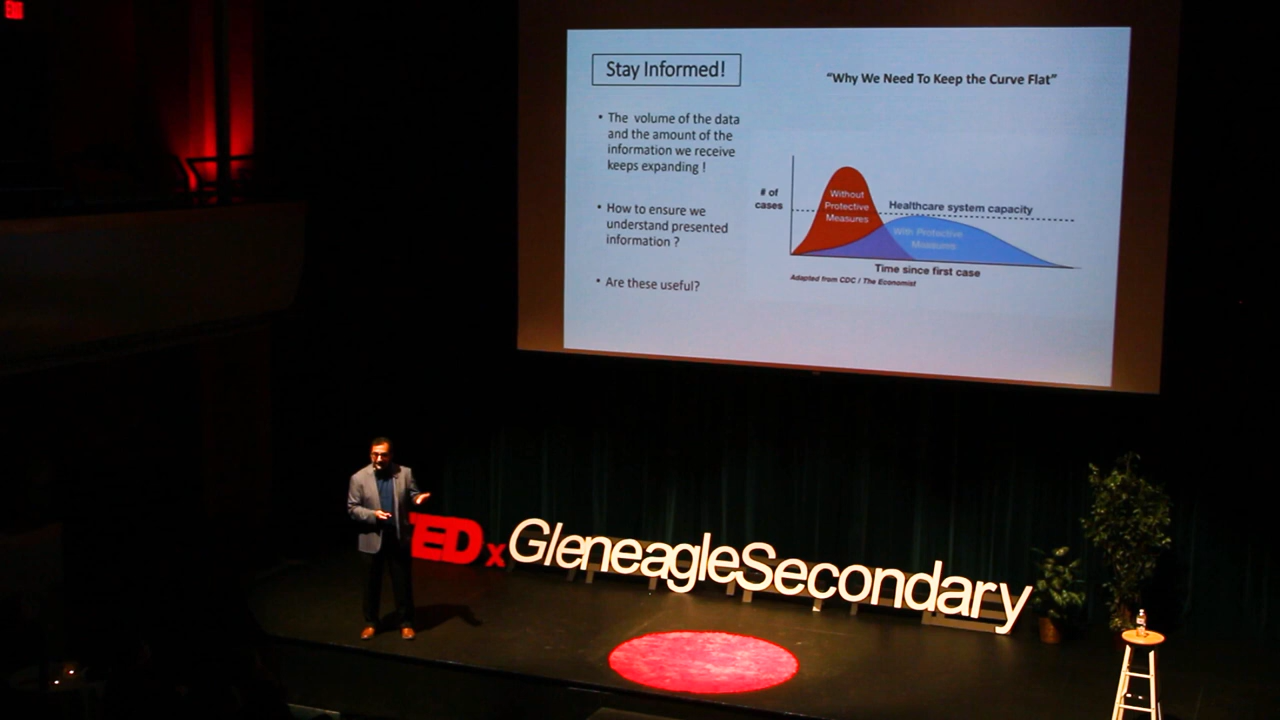 EXIT
Stay Informed!
• The volume of the data
and the amount of the
information we receive
keeps expanding !
• How to ensure we
understand presented
information ?
• Are these useful?
“Why We Need To Keep the Curve Flat”
# of
cases
Without
Protective
Measures
Healthcare system capacity
With Protective
Measures
Time since first case
Adapted from CDC / The Economist
TEDx GleneagleSecondary